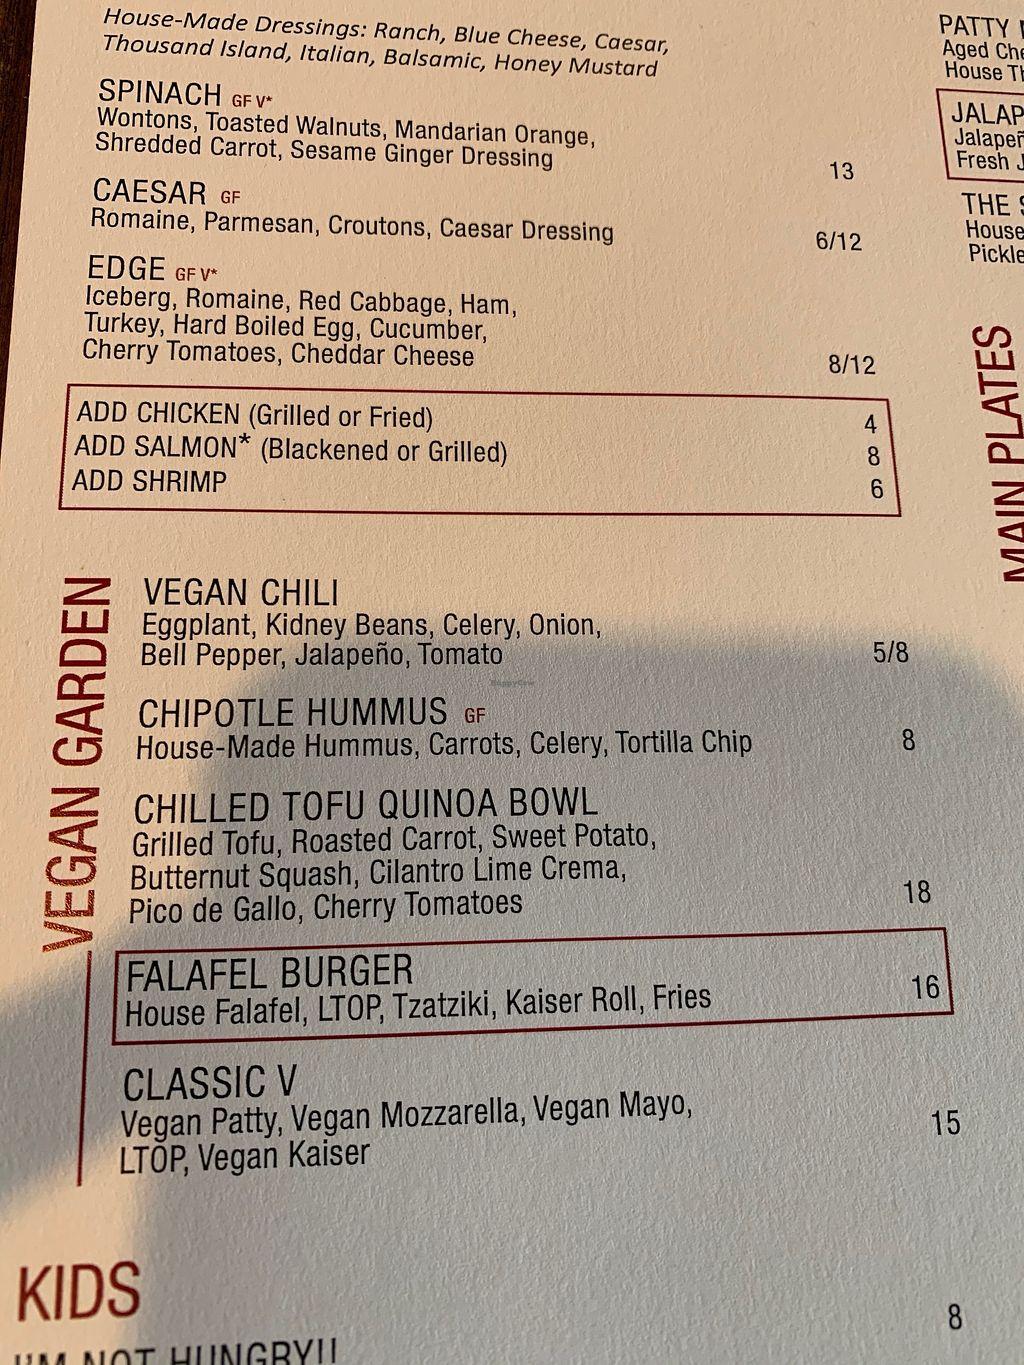 House-Made Dressings: Ranch, Blue Cheese, Caesar,
Thousand Island, Italian, Balsamic, Honey Mustard
SPINACH GF V*
Wontons, Toasted Walnuts, Mandarian Orange,
Shredded Carrot, Sesame Ginger Dressing
13
CAESAR GF
Romaine, Parmesan, Croutons, Caesar Dressing
6/12
EDGE GF V*
Iceberg, Romaine, Red Cabbage, Ham,
Turkey, Hard Boiled Egg, Cucumber,
Cherry Tomatoes, Cheddar Cheese
8/12
ADD CHICKEN (Grilled or Fried) 4
ADD SALMON* (Blackened or Grilled) 8
ADD SHRIMP 6
VEGAN GARDEN
VEGAN CHILI
Eggplant, Kidney Beans, Celery, Onion,
Bell Pepper, Jalapeño, Tomato
5/8
HappyCow
CHIPOTLE HUMMUS GF
House-Made Hummus, Carrots, Celery, Tortilla Chip 8
CHILLED TOFU QUINOA BOWL
Grilled Tofu, Roasted Carrot, Sweet Potato,
Butternut Squash, Cilantro Lime Crema,
Pico de Gallo, Cherry Tomatoes
18
FALAFEL BURGER
House Falafel, LTOP, Tzatziki, Kaiser Roll, Fries 16
CLASSIC V
Vegan Patty, Vegan Mozzarella, Vegan Mayo,
LTOP, Vegan Kaiser
15
KIDS
8
I'M NOT HUNGRY!!
PATTY
Aged
House
THE
House
MAIN PLATES